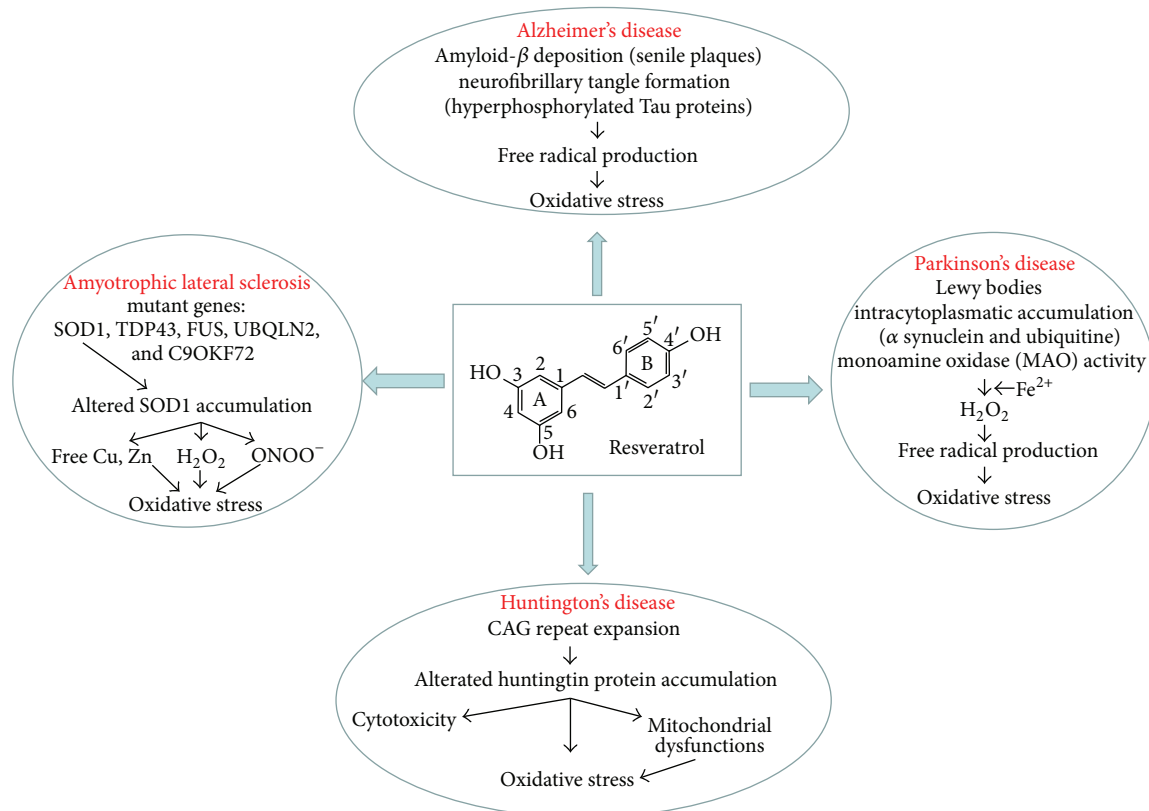 Alzheimer's disease
Amyloid-β deposition (senile plaques)
neurofibrillary tangle formation
(hyperphosphorylated Tau proteins)
Free radical production
Oxidative stress
Amyotrophic lateral sclerosis
mutant genes:
SOD1, TDP43, FUS, UBQLN2,
and C9OKF72
Altered SOD1 accumulation
Free Cu, Zn H₂O₂ ONOO⁻
Oxidative stress
5′
6′ 4′ OH
B
2 3′
HO 3 1 1′ 2′
A
4 6
5
OH
Resveratrol
Parkinson's disease
Lewy bodies
intracytoplasmatic accumulation
(α synuclein and ubiquitine)
monoamine oxidase (MAO) activity
Fe²⁺
H₂O₂
Free radical production
Oxidative stress
Huntington's disease
CAG repeat expansion
Alterated huntingtin protein accumulation
Cytotoxicity
Mitochondrial
dysfunctions
Oxidative stress